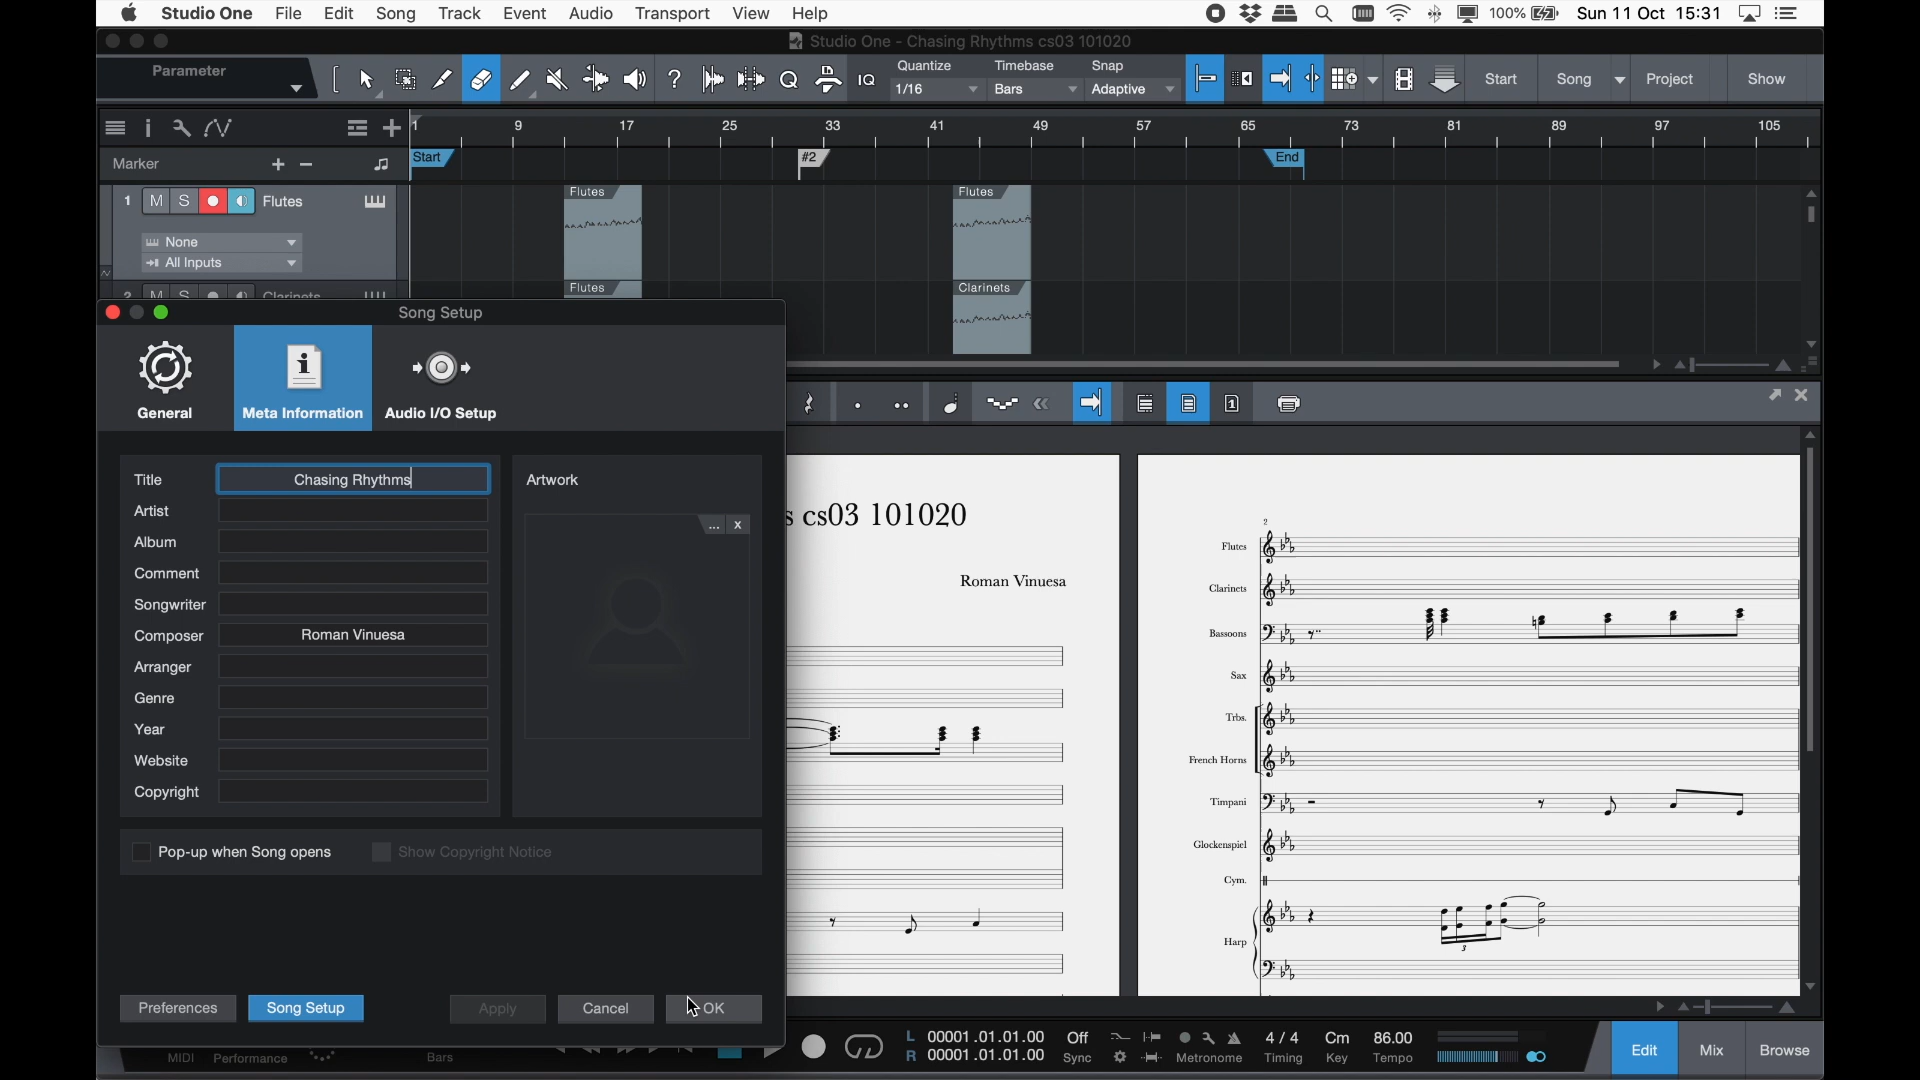 Studio One File Edit Song Track Event Audio Transport View Help 100% Sun 11 Oct 15:31
Studio One - Chasing Rhythms cs03 101020
Parameter
Quantize Timebase Snap
IQ 1/16 Bars Adaptive Start Song Project Show
1 9 17 25 33 41 49 57 65 73 81 89 97 105
Marker Start #2 End
1 M S Flutes
None
All Inputs
Flutes Flutes
2 M S Clarinets
Flutes Clarinets
Song Setup
General Meta Information Audio I/O Setup
Title Chasing Rhythms
Artist
Album
Comment
Songwriter
Composer Roman Vinuesa
Arranger
Genre
Year
Website
Copyright
Artwork
... x
Pop-up when Song opens Show Copyright Notice
Preferences Song Setup Apply Cancel OK
s cs03 101020
Roman Vinuesa
2
Flutes
Clarinets
Bassoons
Sax
Trbs.
French Horns
Timpani
Glockenspiel
Cym.
Harp
3
MIDI Performance Bars
L 00001.01.01.00 Off 4 / 4 Cm 86.00
R 00001.01.01.00 Sync Metronome Timing Key Tempo
Edit Mix Browse